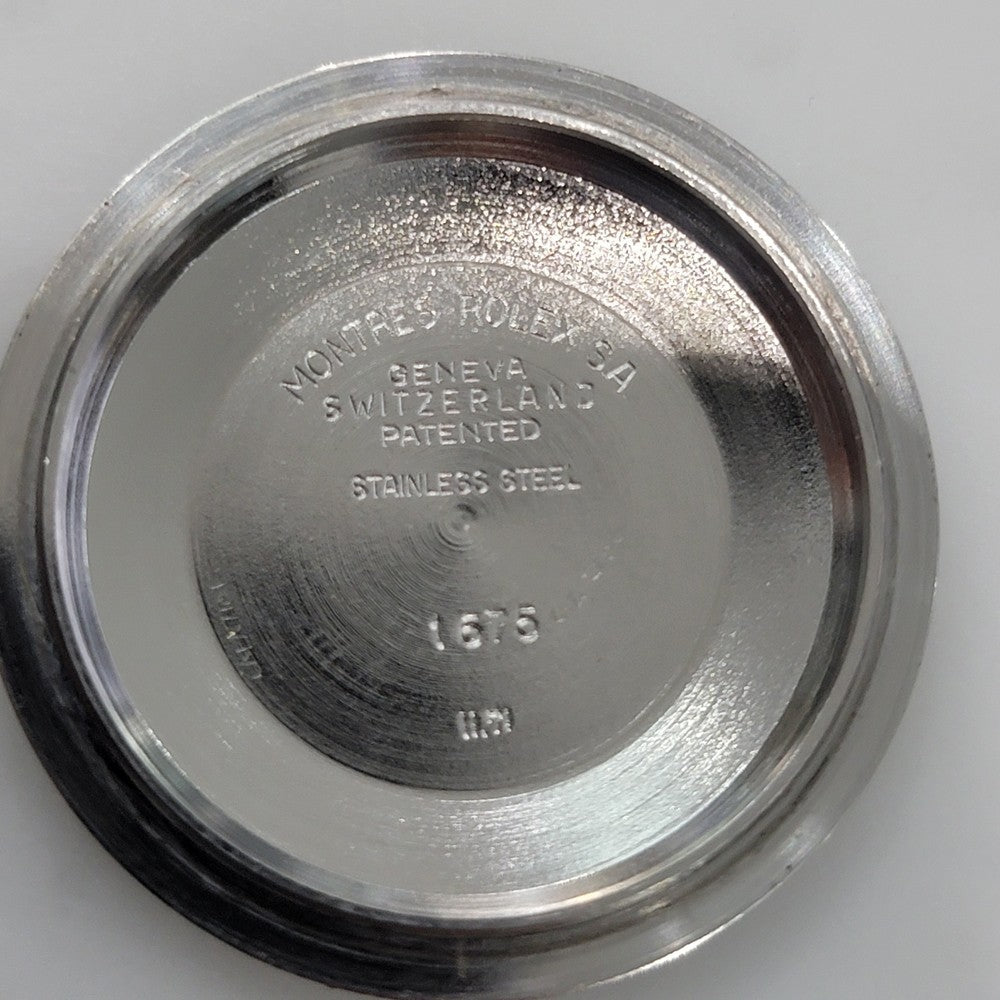 MONTRES ROLEX SA
GENEVA
SWITZERLAND
PATENTED
STAINLESS STEEL
1675